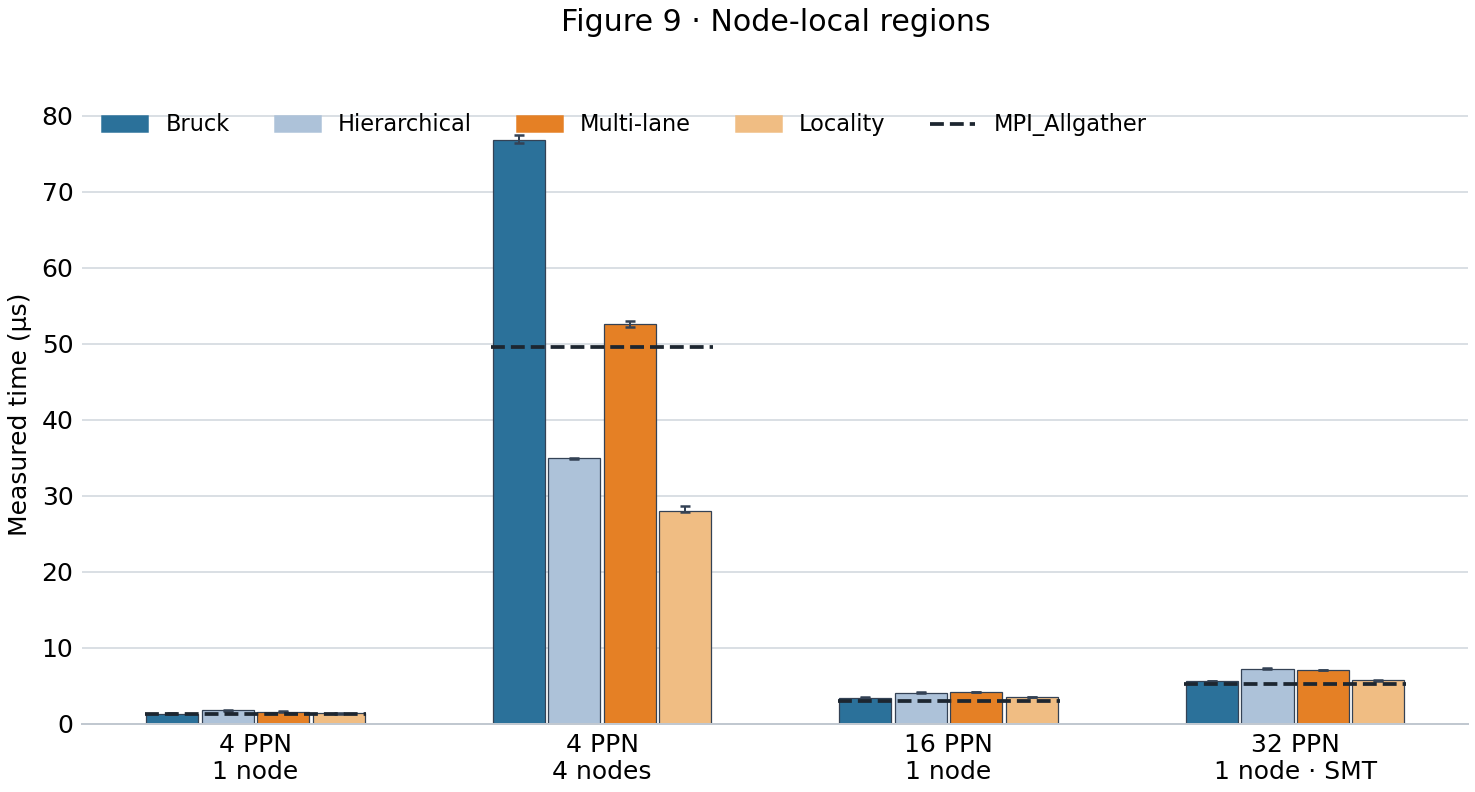 Figure 9 · Node-local regions
Bruck
Hierarchical
Multi-lane
Locality
MPI_Allgather
Measured time (µs)
80
70
60
50
40
30
20
10
0
4 PPN
1 node
4 PPN
4 nodes
16 PPN
1 node
32 PPN
1 node · SMT